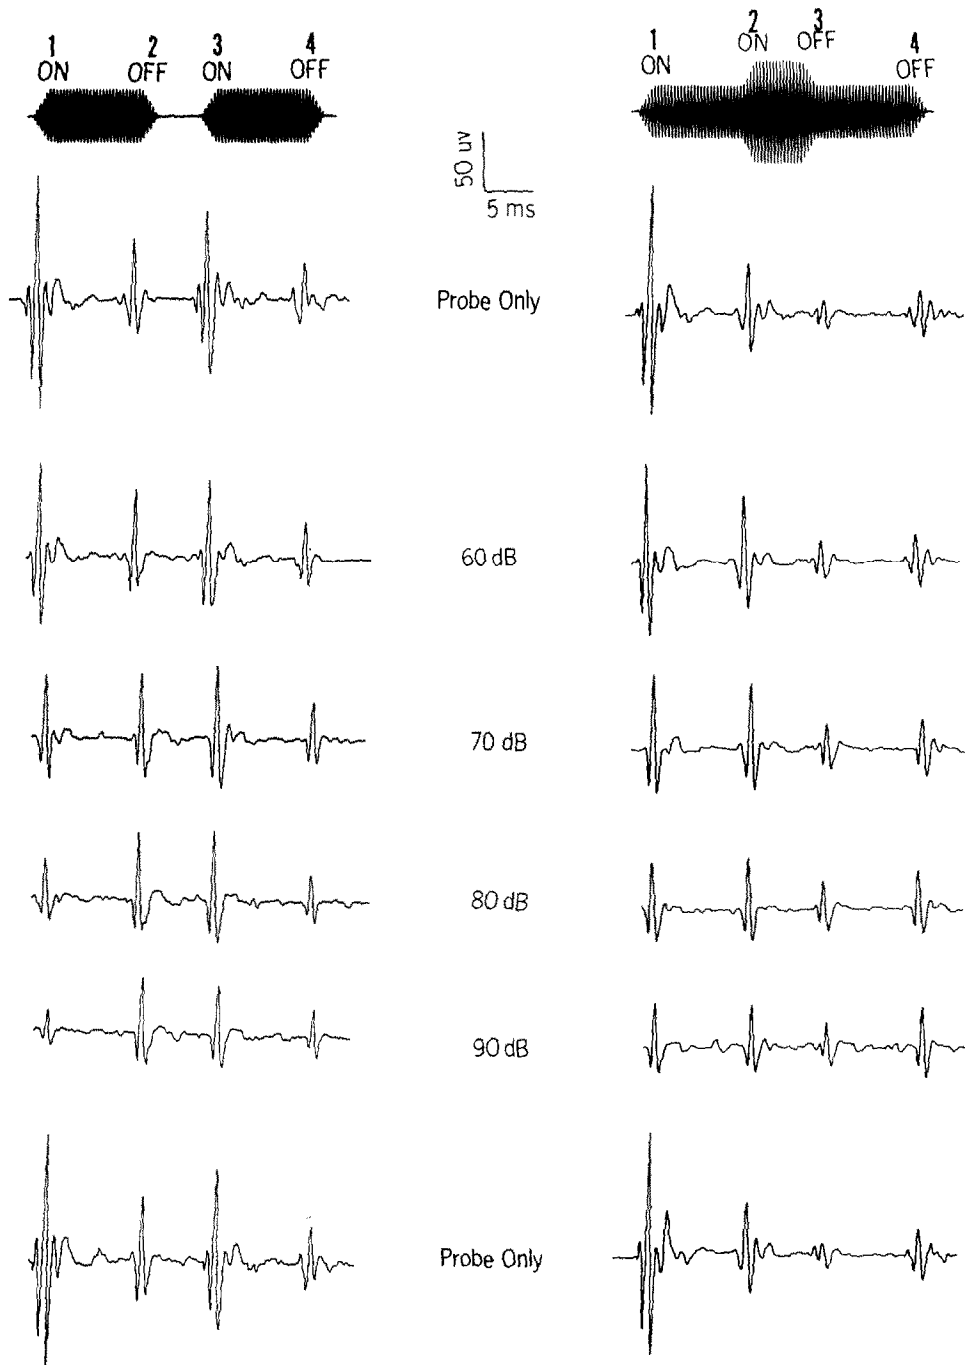 1 2 3 4
ON OFF ON OFF
1 2 3 4
ON ON OFF OFF
50 uv
5 ms
Probe Only
60 dB
70 dB
80 dB
90 dB
Probe Only